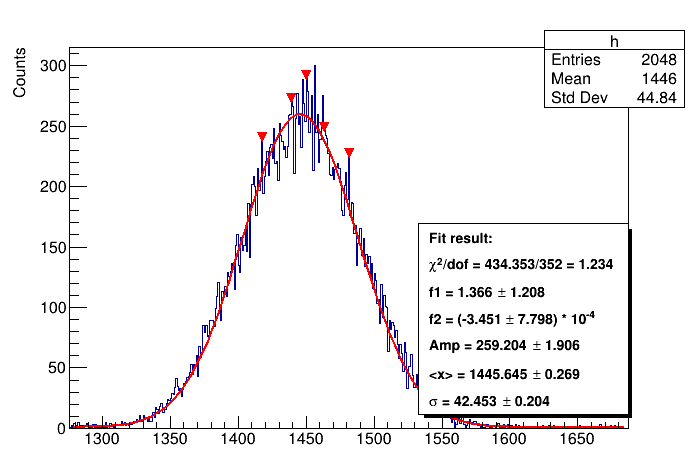 h
Entries 2048
Mean 1446
Std Dev 44.84
Counts
300
250
200
150
100
50
0
Fit result:
χ²/dof = 434.353/352 = 1.234
f1 = 1.366 ± 1.208
f2 = (-3.451 ± 7.798) * 10⁻⁴
Amp = 259.204 ± 1.906
<x> = 1445.645 ± 0.269
σ = 42.453 ± 0.204
1300 1350 1400 1450 1500 1550 1600 1650